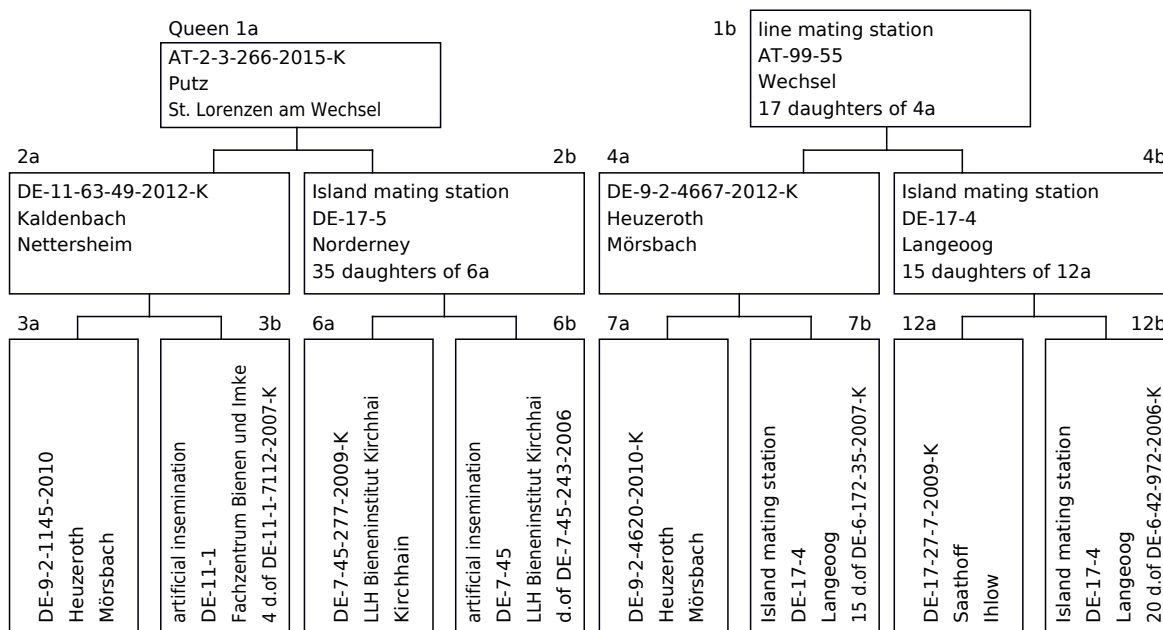 Queen 1a
AT-2-3-266-2015-K
Putz
St. Lorenzen am Wechsel
1b
line mating station
AT-99-55
Wechsel
17 daughters of 4a
2a
DE-11-63-49-2012-K
Kaldenbach
Nettersheim
2b
Island mating station
DE-17-5
Norderney
35 daughters of 6a
4a
DE-9-2-4667-2012-K
Heuzeroth
Mörsbach
4b
Island mating station
DE-17-4
Langeoog
15 daughters of 12a
3a
DE-9-2-1145-2010
Heuzeroth
Mörsbach
3b
artificial insemination
DE-11-1
Fachzentrum Bienen und Imke
4 d.of DE-11-1-7112-2007-K
6a
DE-7-45-277-2009-K
LLH Bieneninstitut Kirchhai
Kirchhain
6b
artificial insemination
DE-7-45
LLH Bieneninstitut Kirchhai
d.of DE-7-45-243-2006
7a
DE-9-2-4620-2010-K
Heuzeroth
Mörsbach
7b
Island mating station
DE-17-4
Langeoog
15 d.of DE-6-172-35-2007-K
12a
DE-17-27-7-2009-K
Saathoff
Ihlow
12b
Island mating station
DE-17-4
Langeoog
20 d.of DE-6-42-972-2006-K